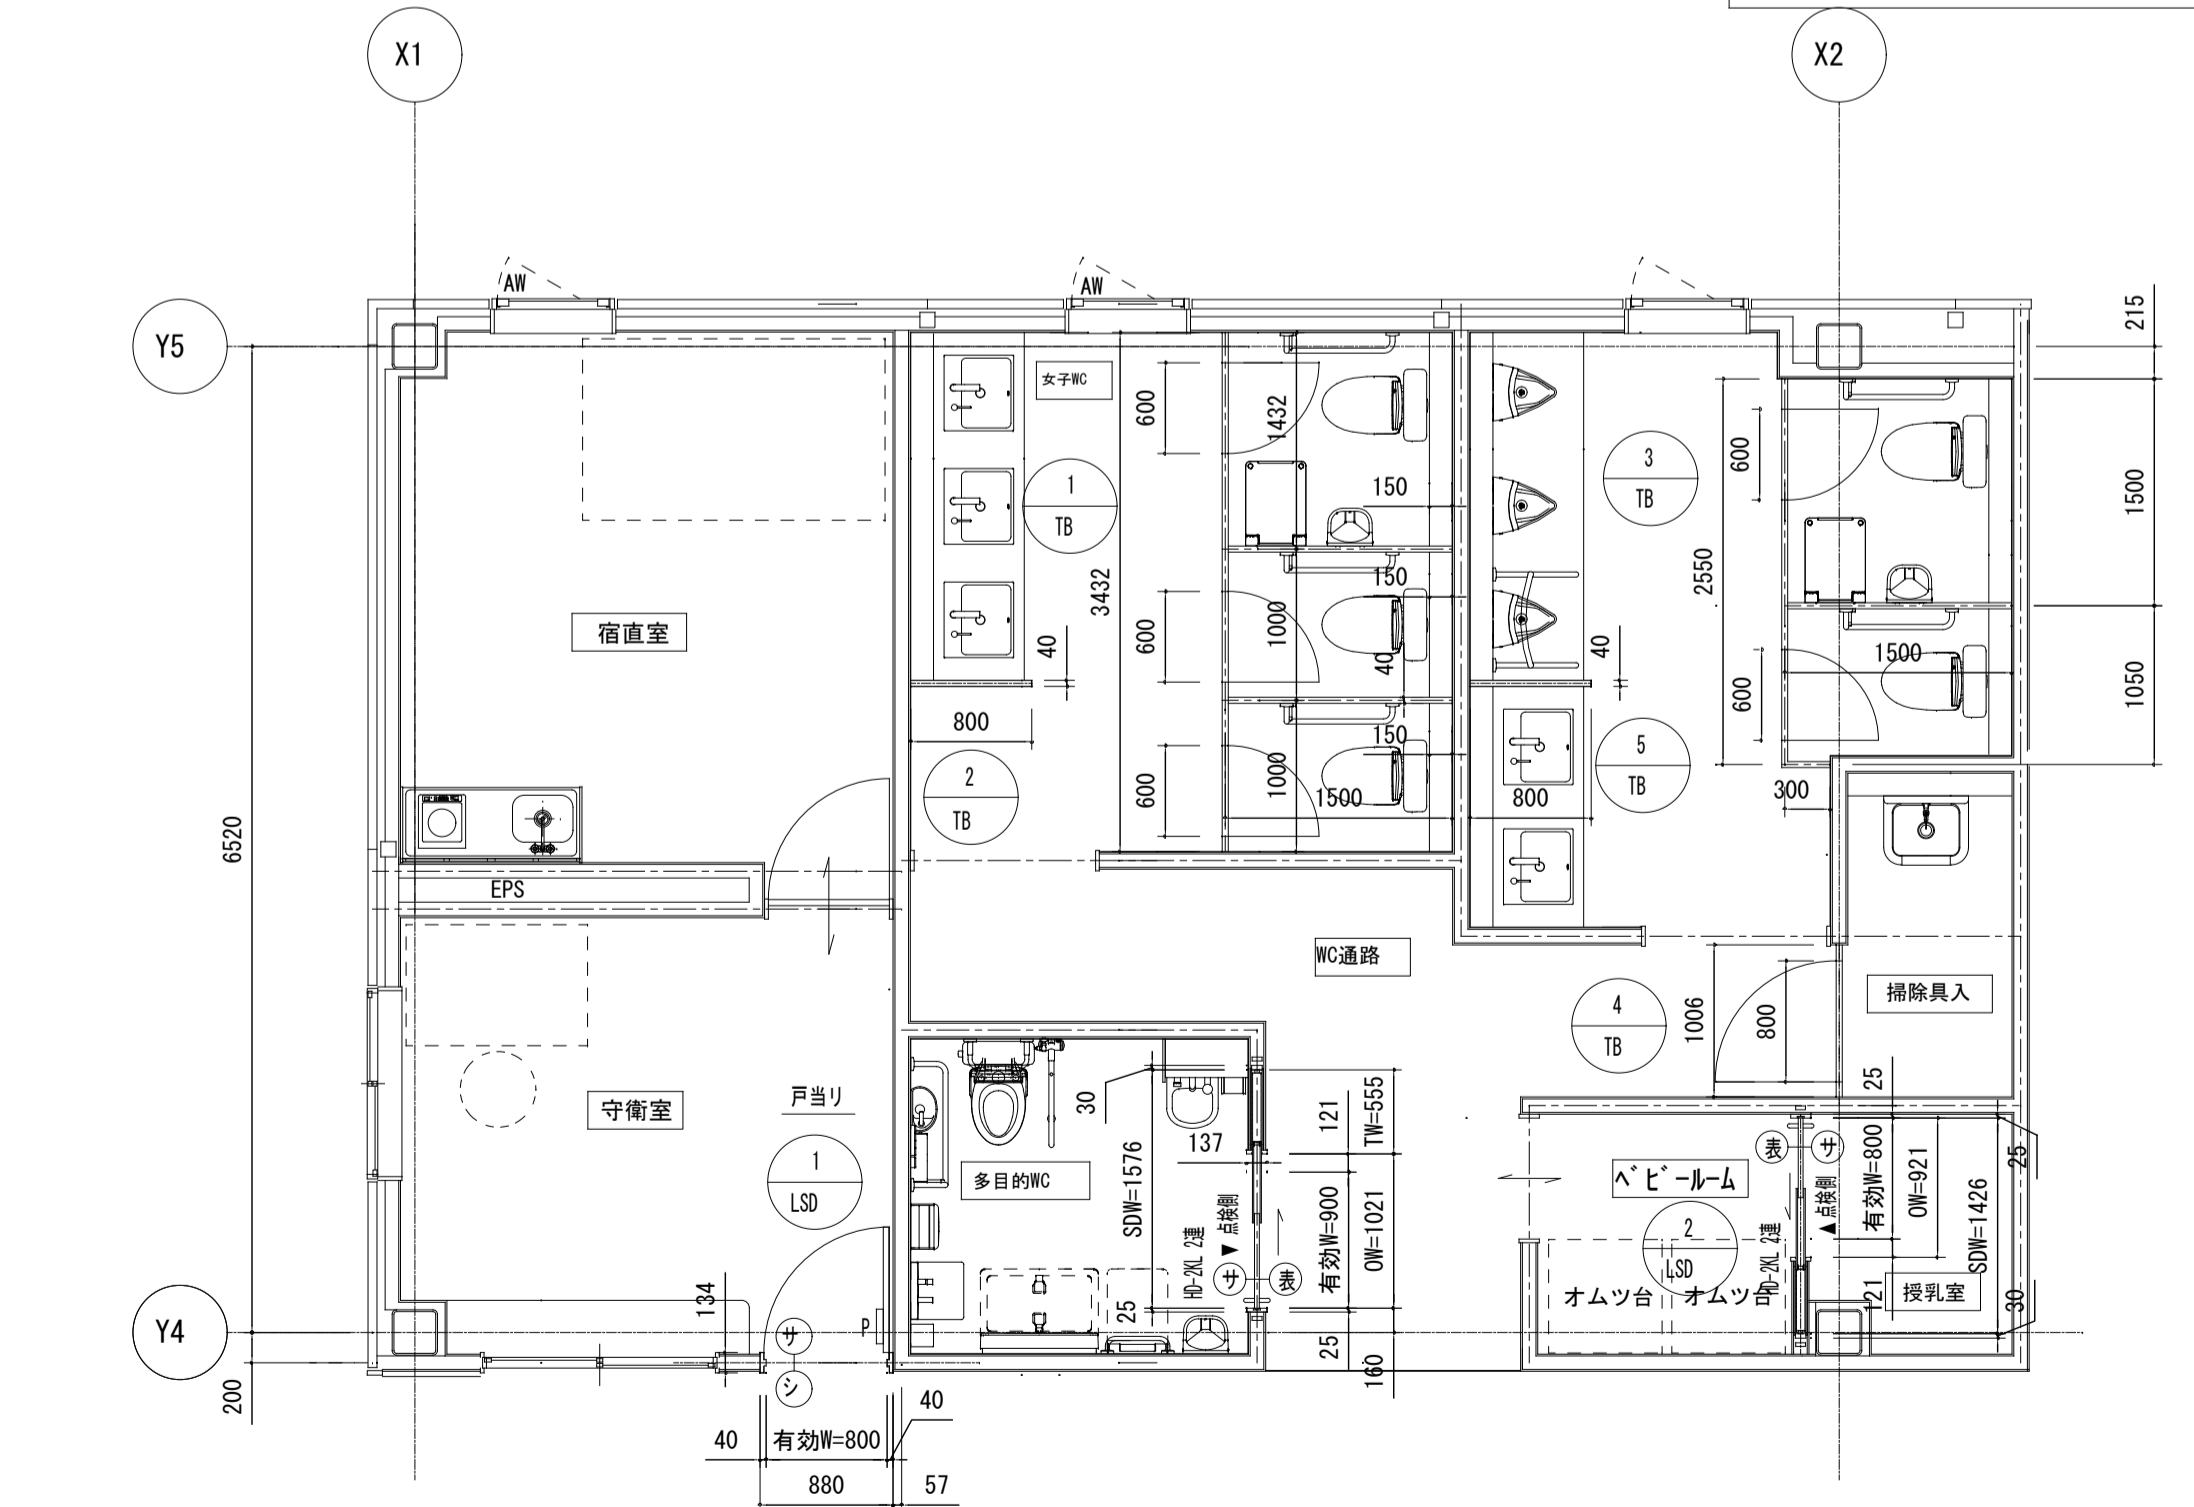 X1
X2
AW
AW
Y5
215
女子WC
600
1432
1
TB
150
3
TB
600
1500
2550
3432
宿直室
150
40
600
1000
40
40
1500
600
1050
800
150
2
TB
5
TB
600
1000
1500
800
300
6520
EPS
WC通路
掃除具入
4
TB
1006
800
戸当り
守衛室
30
137
121
TW=555
25
表
サ
有効W=800
OW=921
25
1
LSD
多目的WC
SDW=1576
ベビールーム
点検側
SDW=1426
HD-2KL 2連
点検側
有効W=900
OW=1021
2
LSD
HD-2KL 2連
サ
表
オムツ台
オムツ台
121
授乳室
30
134
25
P
Y4
サ
シ
25
160
200
40
有効W=800
40
880
57